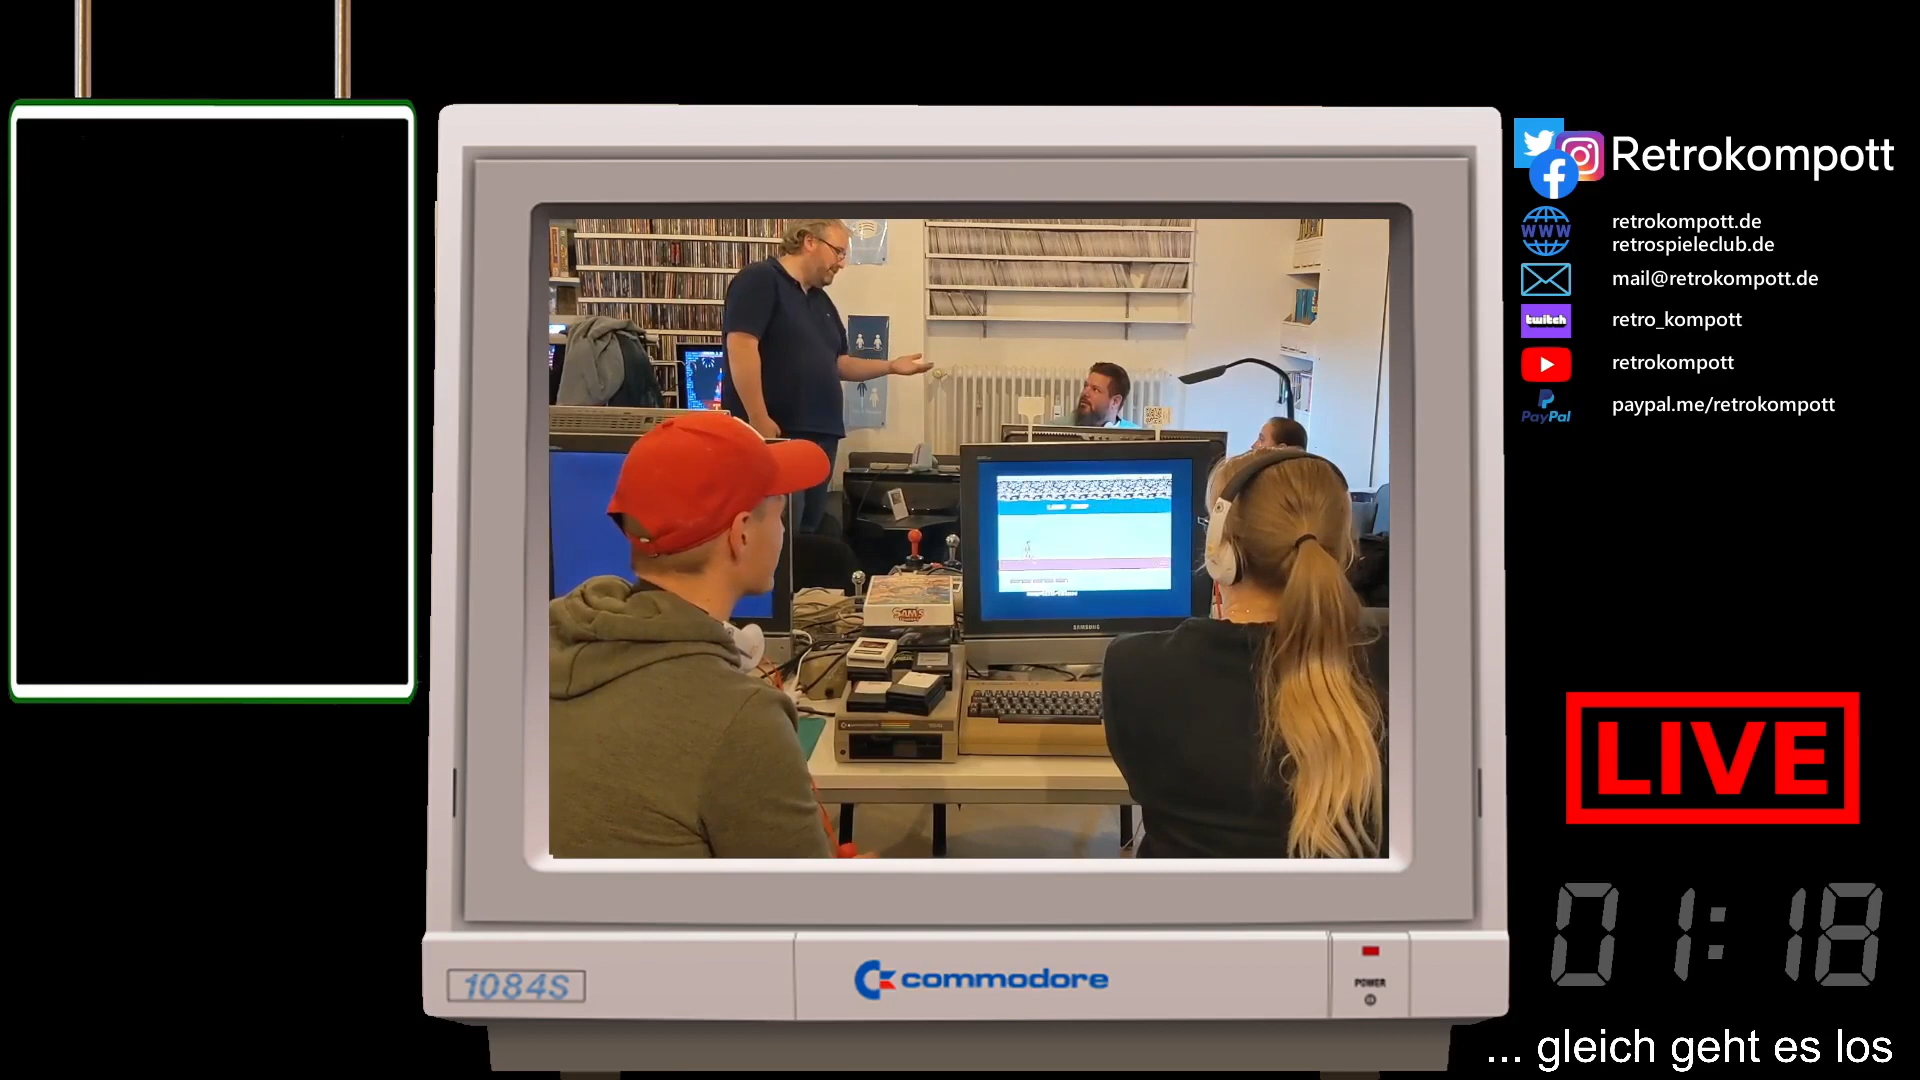 Retrokompott
WWW
retrokompott.de
retrospieleclub.de
mail@retrokompott.de
twitch
retro_kompott
retrokompott
PayPal
paypal.me/retrokompott
SAMSUNG
LIVE
01:18
1084S
commodore
POWER
... gleich geht es los